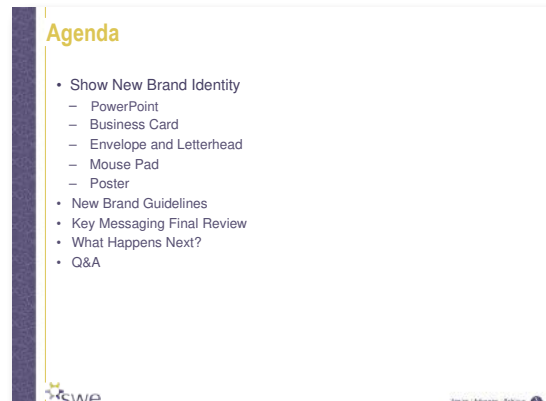 Agenda
• Show New Brand Identity
– PowerPoint
– Business Card
– Envelope and Letterhead
– Mouse Pad
– Poster
• New Brand Guidelines
• Key Messaging Final Review
• What Happens Next?
• Q&A
swe